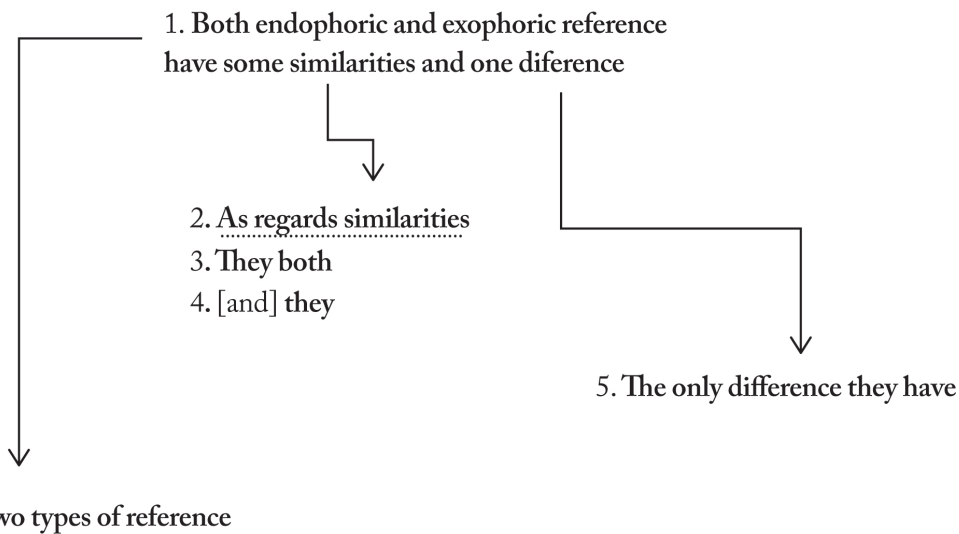 1. Both endophoric and exophoric reference
have some similarities and one diference
2. As regards similarities
3. They both
4. [and] they
5. The only difference they have
types of reference